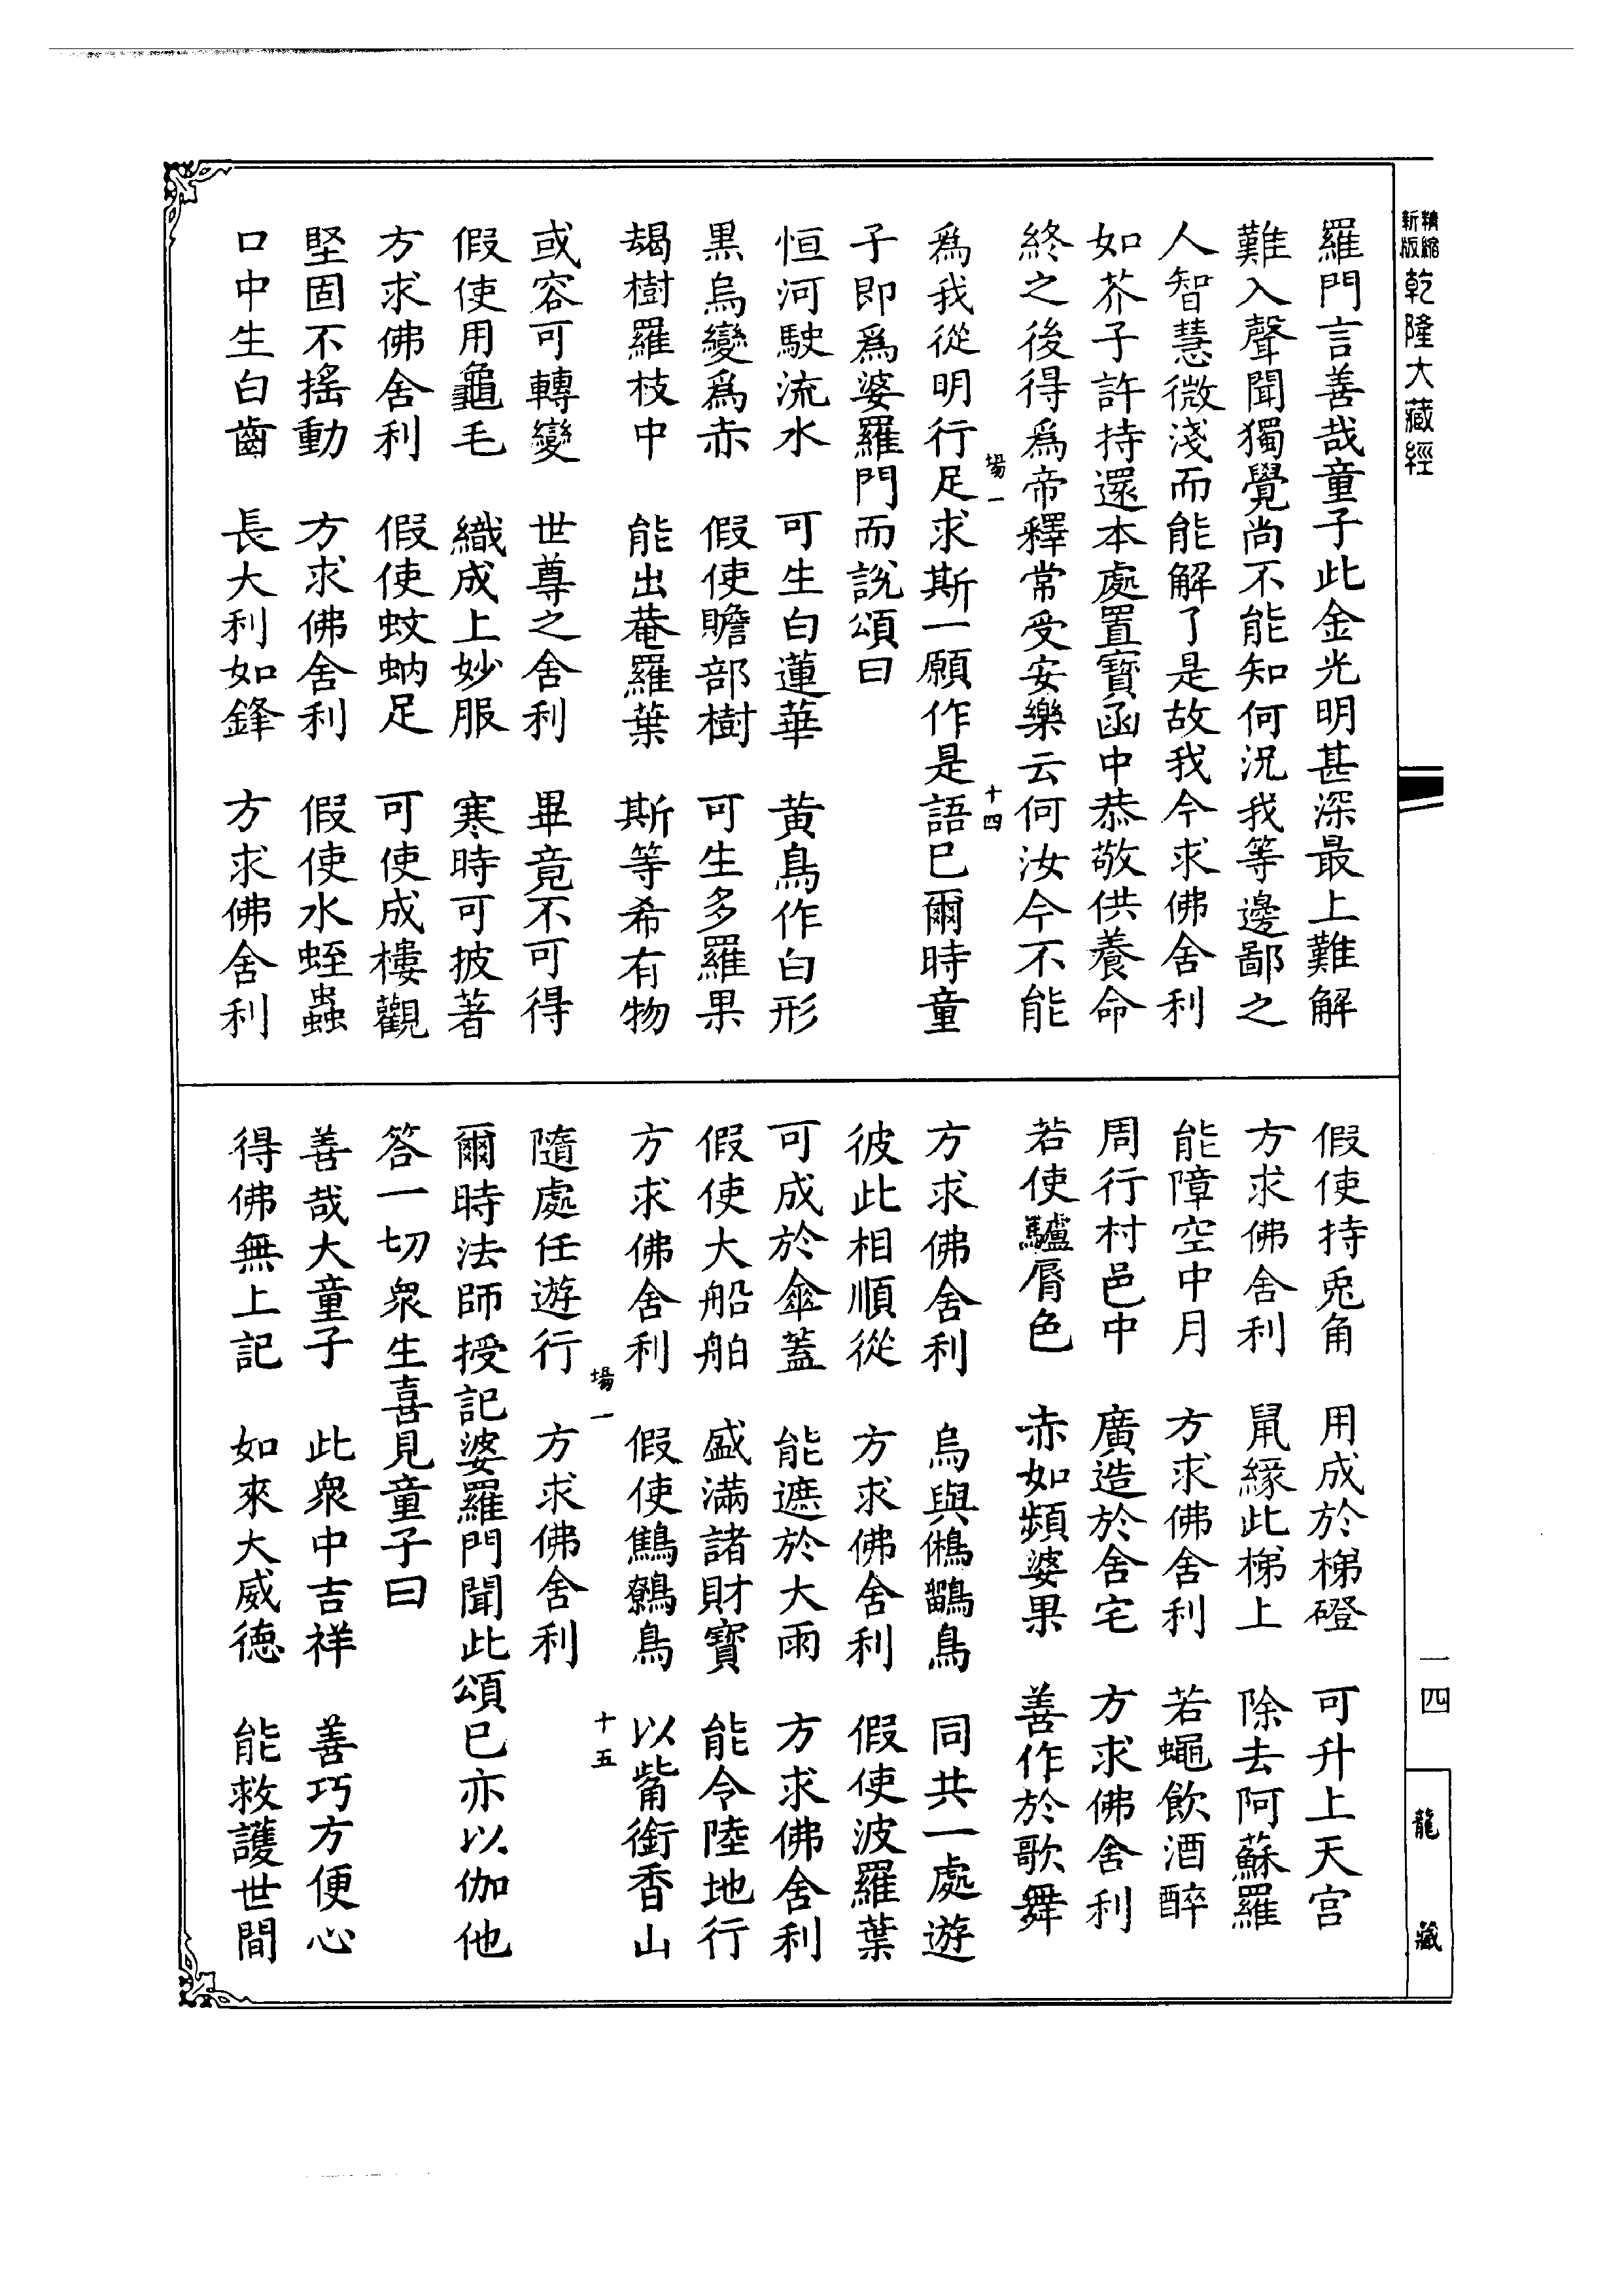 精縮新版乾隆大藏經
羅門言善哉童子此金光明甚深最上難解
難入聲聞獨覺尚不能知何況我等邊鄙之
人智慧微淺而能解了是故我今求佛舍利
如芥子許持還本處置寶函中恭敬供養命
終之後得爲帝釋常受安樂云何汝今不能
場一 十四
爲我從明行足求斯一願作是語已爾時童
子即爲婆羅門而說頌曰
恒河駛流水 可生白蓮華 黄鳥作白形
黑烏變爲赤 假使贍部樹 可生多羅果
朅樹羅枝中 能出菴羅葉 斯等希有物
或容可轉變 世尊之舍利 畢竟不可得
假使用龜毛 織成上妙服 寒時可披著
方求佛舍利 假使蚊蚋足 可使成樓觀
堅固不搖動 方求佛舍利 假使水蛭蟲
口中生白齒 長大利如鋒 方求佛舍利
假使持兎角 用成於梯磴 可升上天宫
方求佛舍利 鼠緣此梯上 除去阿蘇羅
能障空中月 方求佛舍利 若蠅飲酒醉
周行村邑中 廣造於舍宅 方求佛舍利
若使驢脣色 赤如頻婆果 善作於歌舞
方求佛舍利 烏與鵂鶹鳥 同共一處遊
彼此相順從 方求佛舍利 假使波羅葉
可成於傘蓋 能遮於大雨 方求佛舍利
假使大船舶 盛滿諸財寶 能令陸地行
方求佛舍利 假使鷦鷯鳥 以觜銜香山
場一 十五
隨處任遊行 方求佛舍利
爾時法師授記婆羅門聞此頌已亦以伽他
答一切衆生喜見童子曰
善哉大童子 此衆中吉祥 善巧方便心
得佛無上記 如來大威德 能救護世間
一四
龍藏